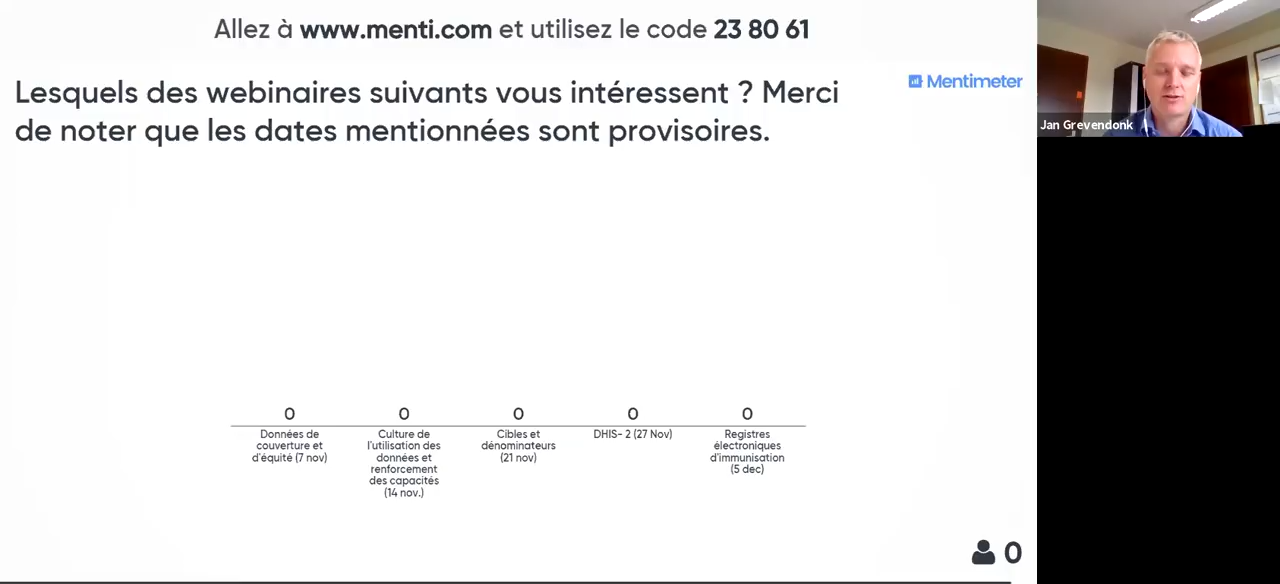 Allez à www.menti.com et utilisez le code 23 80 61
Lesquels des webinaires suivants vous intéressent ? Merci
de noter que les dates mentionnées sont provisoires.
Mentimeter
Jan Grevendonk
0
0
0
0
0
Données de
couverture et
d'équité (7 nov)
Culture de
l'utilisation des
données et
renforcement
des capacités
(14 nov.)
Cibles et
dénominateurs
(21 nov)
DHIS- 2 (27 Nov)
Registres
électroniques
d'immunisation
(5 dec)
0